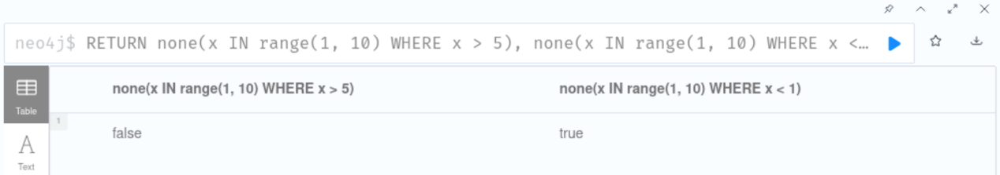 neo4j$ RETURN none(x IN range(1, 10) WHERE x > 5), none(x IN range(1, 10) WHERE x <…
Table
none(x IN range(1, 10) WHERE x > 5) none(x IN range(1, 10) WHERE x < 1)
1
false true
A
Text